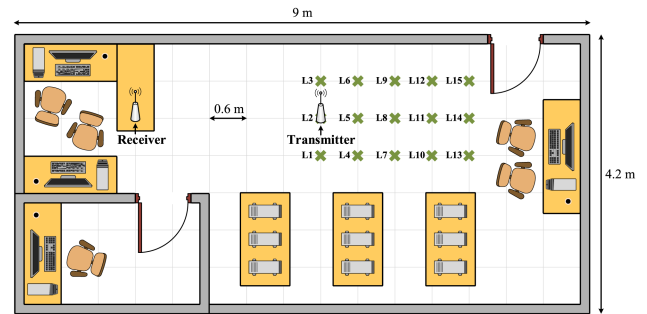 9 m
L3 L6 L9 L12 L15
0.6 m
L2 L5 L8 L11 L14
Receiver
Transmitter
L1 L4 L7 L10 L13
4.2 m